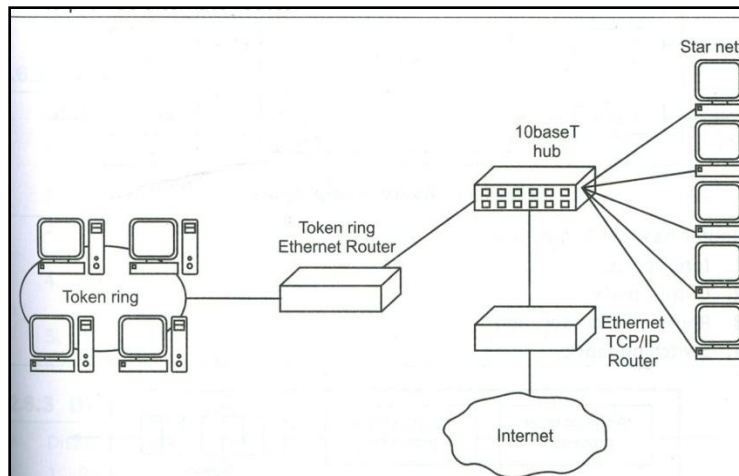 Star net
10baseT
hub
Token ring
Ethernet Router
Token ring
Ethernet
TCP/IP
Router
Internet